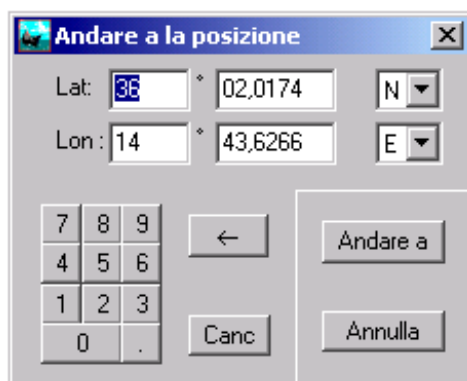 Andare a la posizione
Lat: 36 ° 02,0174 N
Lon : 14 ° 43,6266 E
7 8 9 ←
4 5 6 Andare a
1 2 3
0 . Canc Annulla